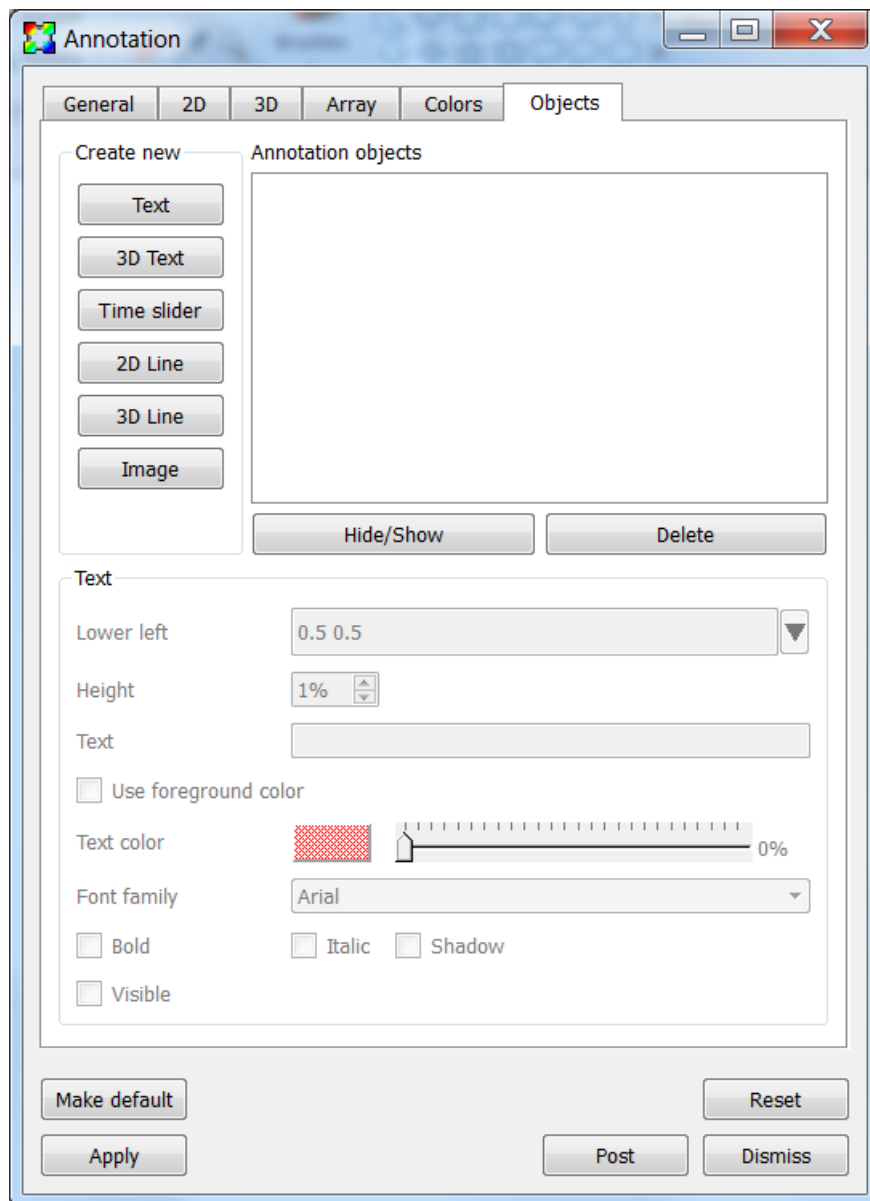 Annotation
General 2D 3D Array Colors Objects
Create new
Annotation objects
Text
3D Text
Time slider
2D Line
3D Line
Image
Hide/Show Delete
Text
Lower left 0.5 0.5
Height 1%
Text
Use foreground color
Text color 0%
Font family Arial
Bold Italic Shadow
Visible
Make default Reset
Apply Post Dismiss